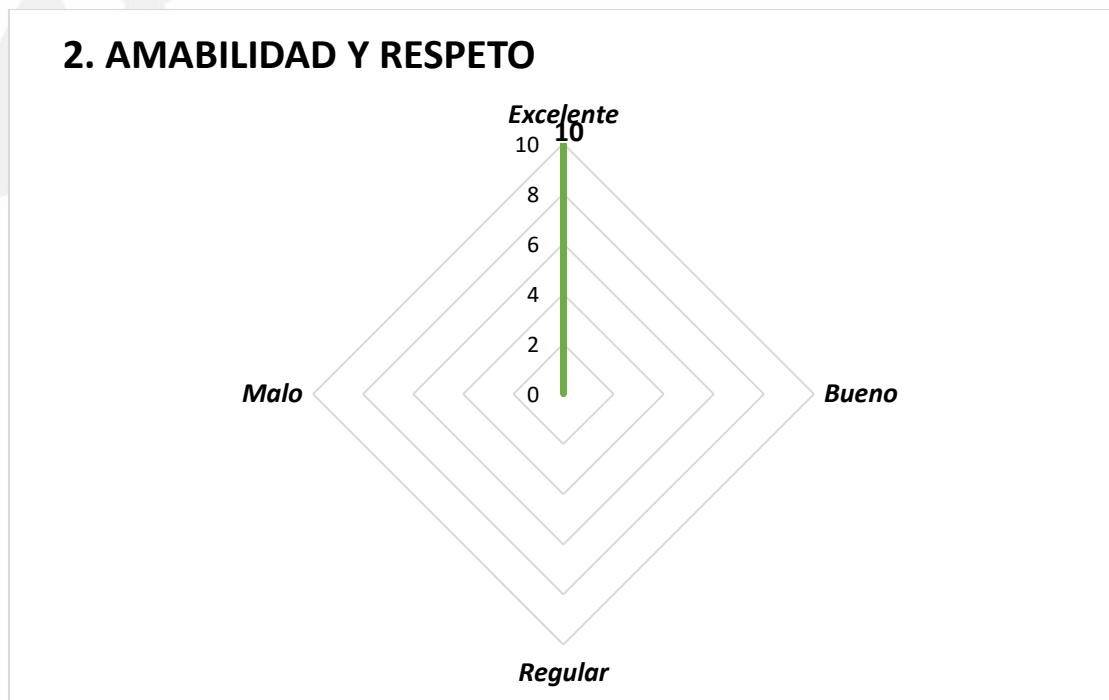 2. AMABILIDAD Y RESPETO
Excelente
10
10
8
6
4
2
0
Malo
Bueno
Regular